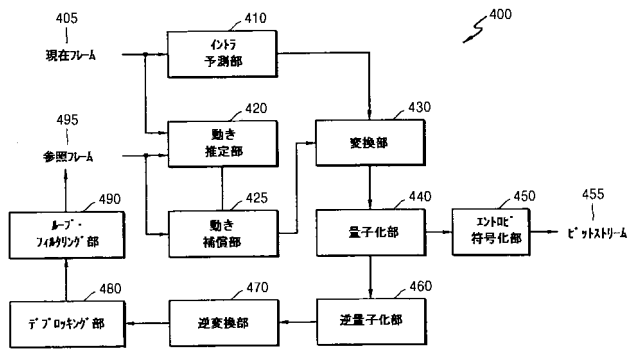 405
現在フレーム
410
イントラ
予測部
400
420
動き
推定部
495
参照フレーム
430
変換部
425
動き
補償部
490
ループ・
フィルタリング部
440
量子化部
450
エントロピ
符号化部
455
ビットストリーム
480
デブロッキング部
470
逆変換部
460
逆量子化部